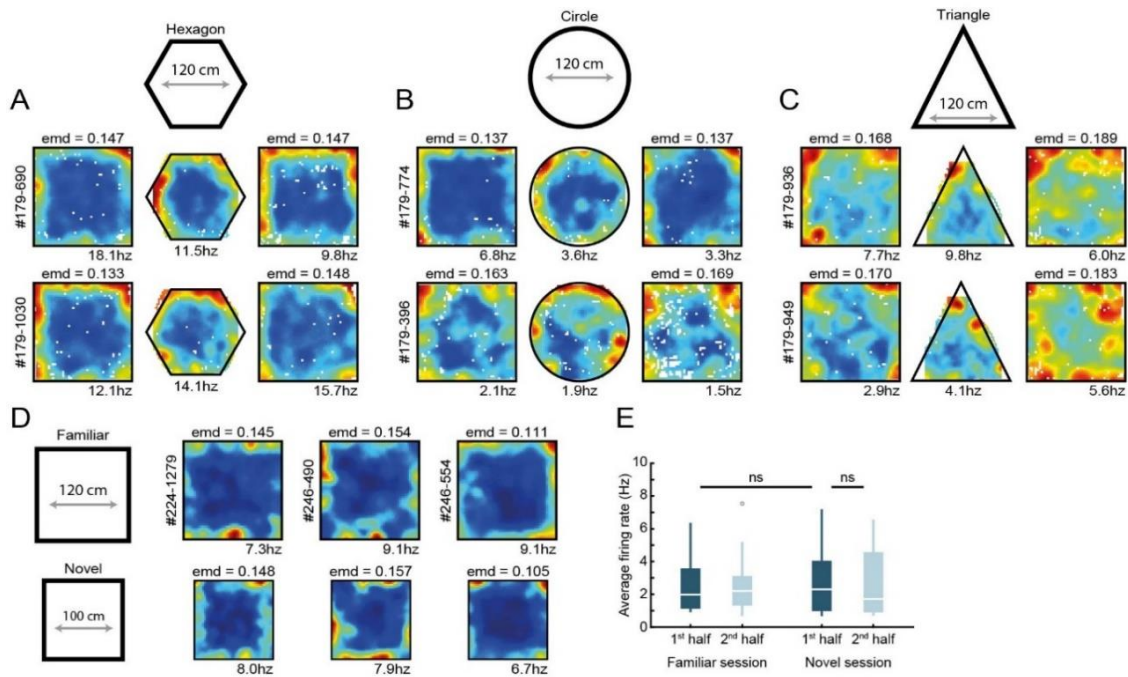 Hexagon
120 cm
A
emd = 0.147
emd = 0.147
#179-690
18.1hz
11.5hz
9.8hz
emd = 0.133
emd = 0.148
#179-1030
12.1hz
14.1hz
15.7hz
Circle
120 cm
B
emd = 0.137
emd = 0.137
#179-774
6.8hz
3.6hz
3.3hz
emd = 0.163
emd = 0.169
#179-396
2.1hz
1.9hz
1.5hz
Triangle
120 cm
C
emd = 0.168
emd = 0.189
#179-936
7.7hz
9.8hz
6.0hz
emd = 0.170
emd = 0.183
#179-949
2.9hz
4.1hz
5.6hz
D
Familiar
120 cm
emd = 0.145
emd = 0.154
emd = 0.111
#224-1279
#246-490
#246-554
7.3hz
9.1hz
9.1hz
Novel
100 cm
emd = 0.148
emd = 0.157
emd = 0.105
8.0hz
7.9hz
6.7hz
E
Average firing rate (Hz)
10
8
6
4
2
0
ns
ns
1st half
2nd half
1st half
2nd half
Familiar session
Novel session